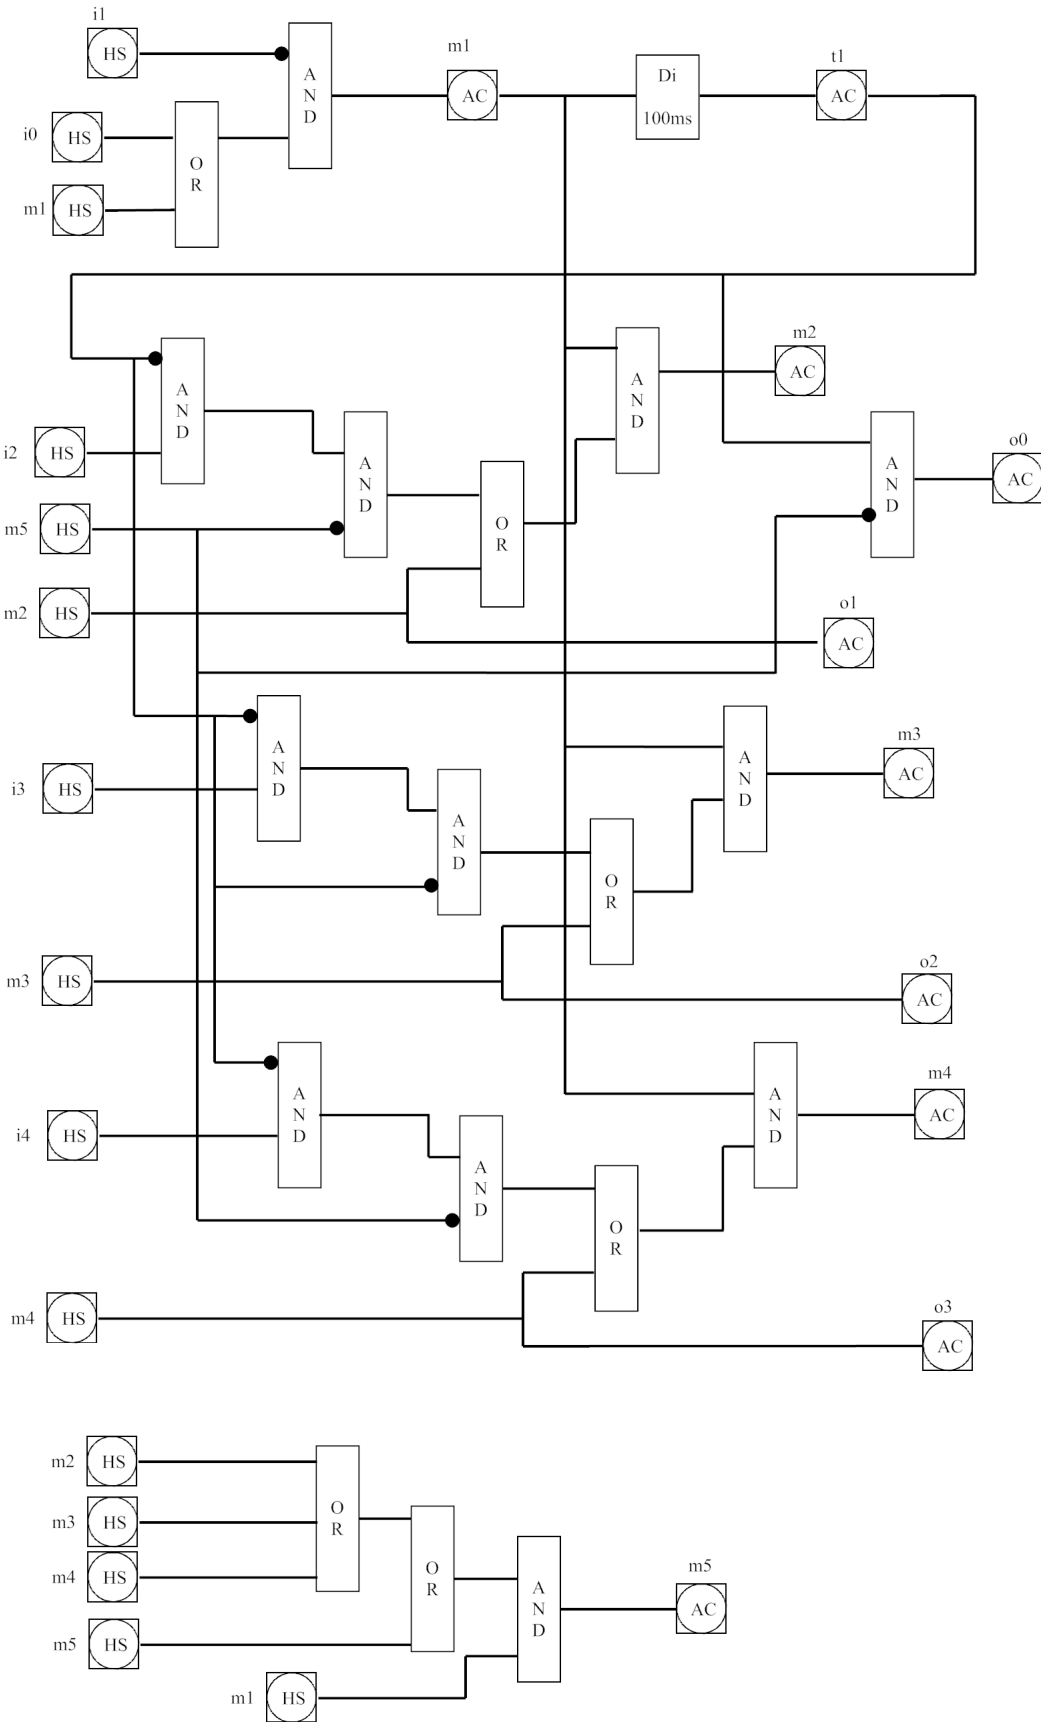 i1
HS
AND
m1
AC
Di
100ms
t1
AC
i0
HS
OR
m1
HS
m2
AC
AND
AND
i2
HS
AND
AND
o0
AC
m5
HS
OR
m2
HS
o1
AC
AND
AND
m3
AC
i3
HS
AND
OR
m3
HS
o2
AC
AND
AND
m4
AC
i4
HS
AND
OR
m4
HS
o3
AC
m2
HS
OR
m3
HS
m4
HS
OR
AND
m5
AC
m5
HS
m1
HS